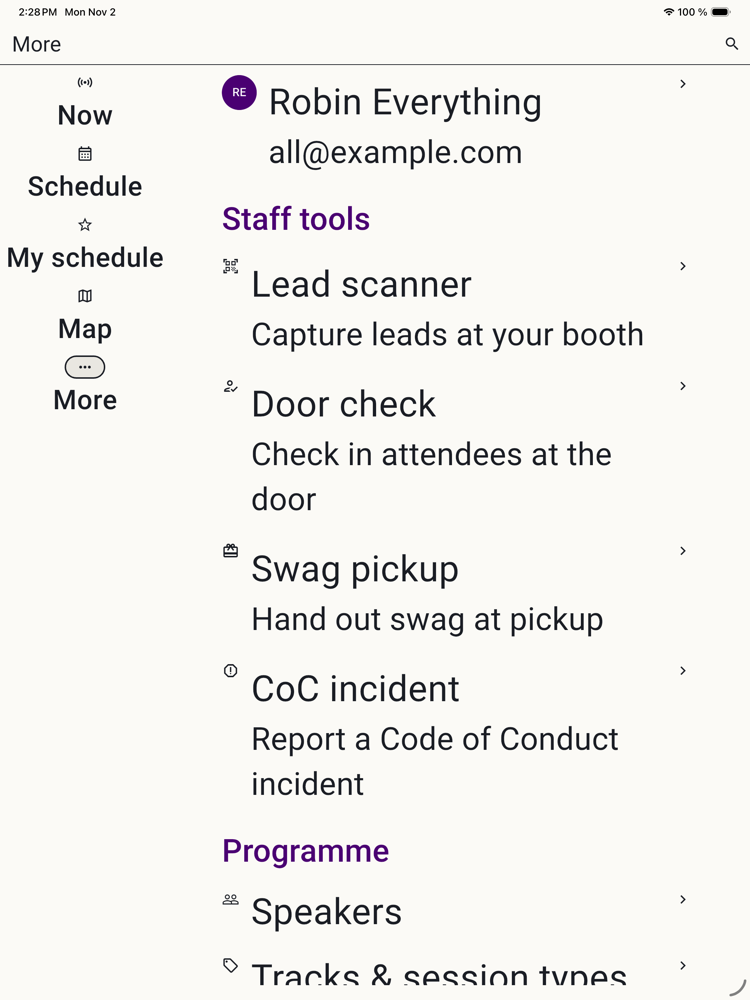 2:28 PM Mon Nov 2
100 %
More
Now
Schedule
My schedule
Map
More
RE
Robin Everything
all@example.com
Staff tools
Lead scanner
Capture leads at your booth
Door check
Check in attendees at the
door
Swag pickup
Hand out swag at pickup
CoC incident
Report a Code of Conduct
incident
Programme
Speakers
Tracks & session types